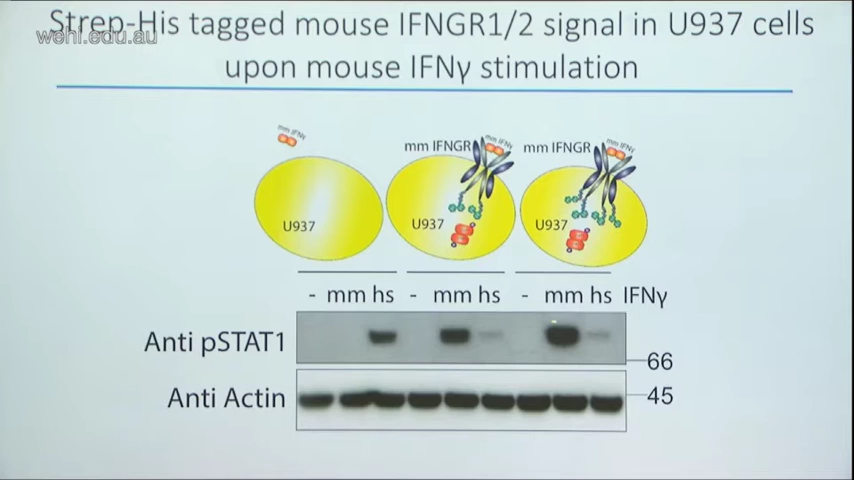 Strep-His tagged mouse IFNGR1/2 signal in U937 cells
wehi.edu.au
upon mouse IFNγ stimulation
mm IFNγ
mm IFNGR
mm IFNγ
mm IFNGR
mm IFNγ
U937
U937
U937
- mm hs - mm hs - mm hs IFNγ
Anti pSTAT1
66
Anti Actin
45